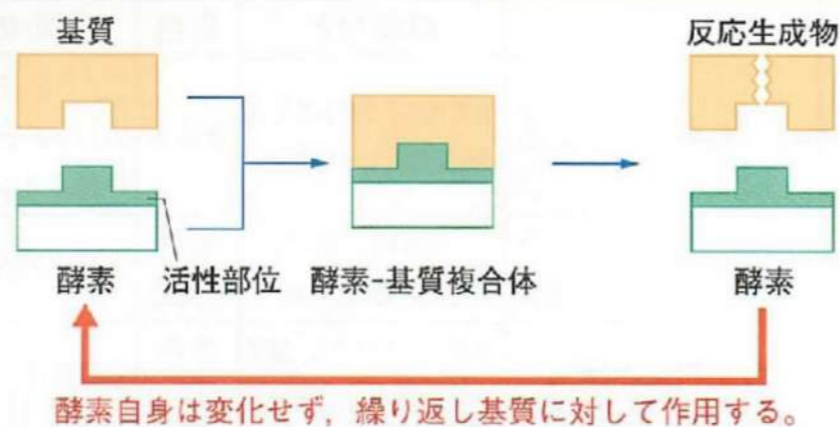 基質
反応生成物
酵素
活性部位
酵素-基質複合体
酵素
酵素自身は変化せず，繰り返し基質に対して作用する。